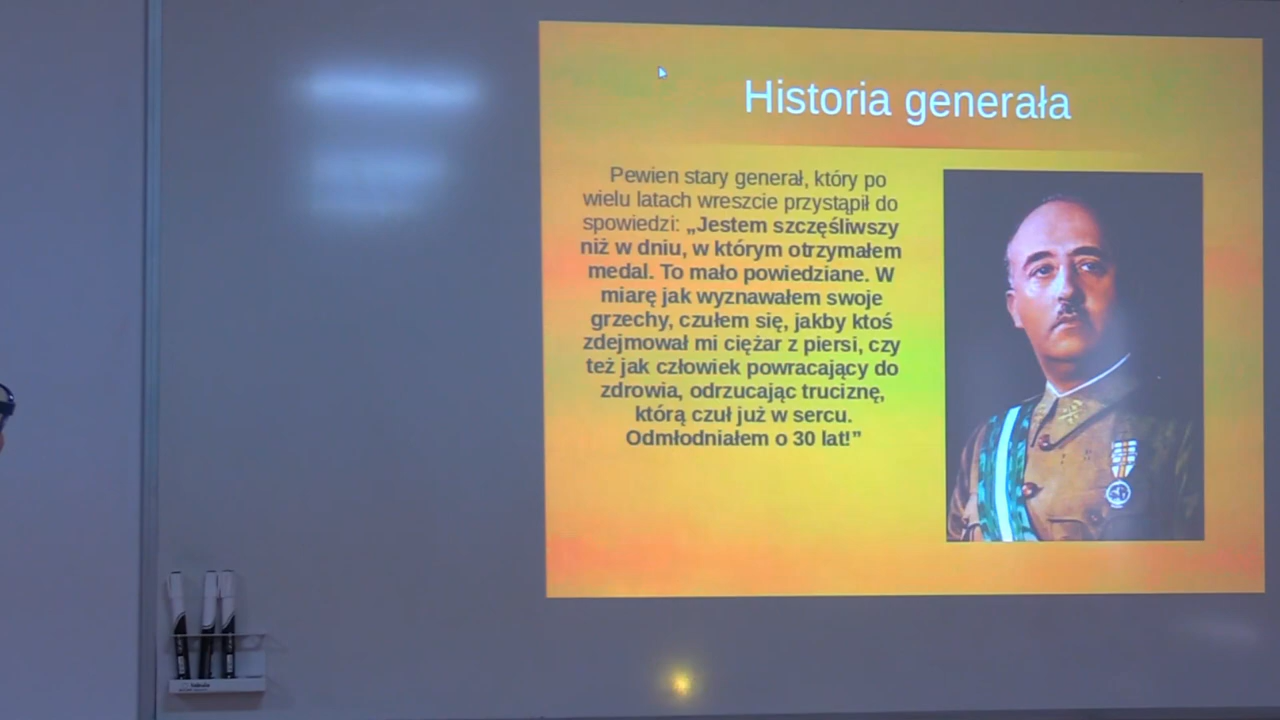 Historia generała
Pewien stary generał, który po
wielu latach wreszcie przystąpił do
spowiedzi: „Jestem szczęśliwszy
niż w dniu, w którym otrzymałem
medal. To mało powiedziane. W
miarę jak wyznawałem swoje
grzechy, czułem się, jakby ktoś
zdejmował mi ciężar z piersi, czy
też jak człowiek powracający do
zdrowia, odrzucając truciznę,
którą czuł już w sercu.
Odmłodniałem o 30 lat!”